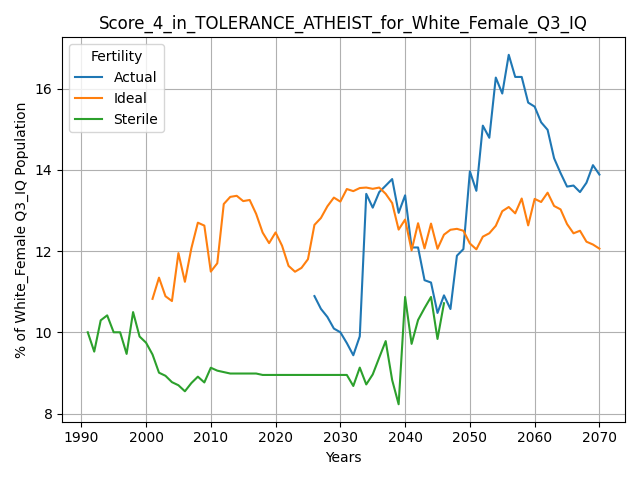 Score_4_in_TOLERANCE_ATHEIST_for_White_Female_Q3_IQ
% of White_Female Q3_IQ Population
Fertility
Actual
Ideal
Sterile
16
14
12
10
8
1990 2000 2010 2020 2030 2040 2050 2060 2070
Years